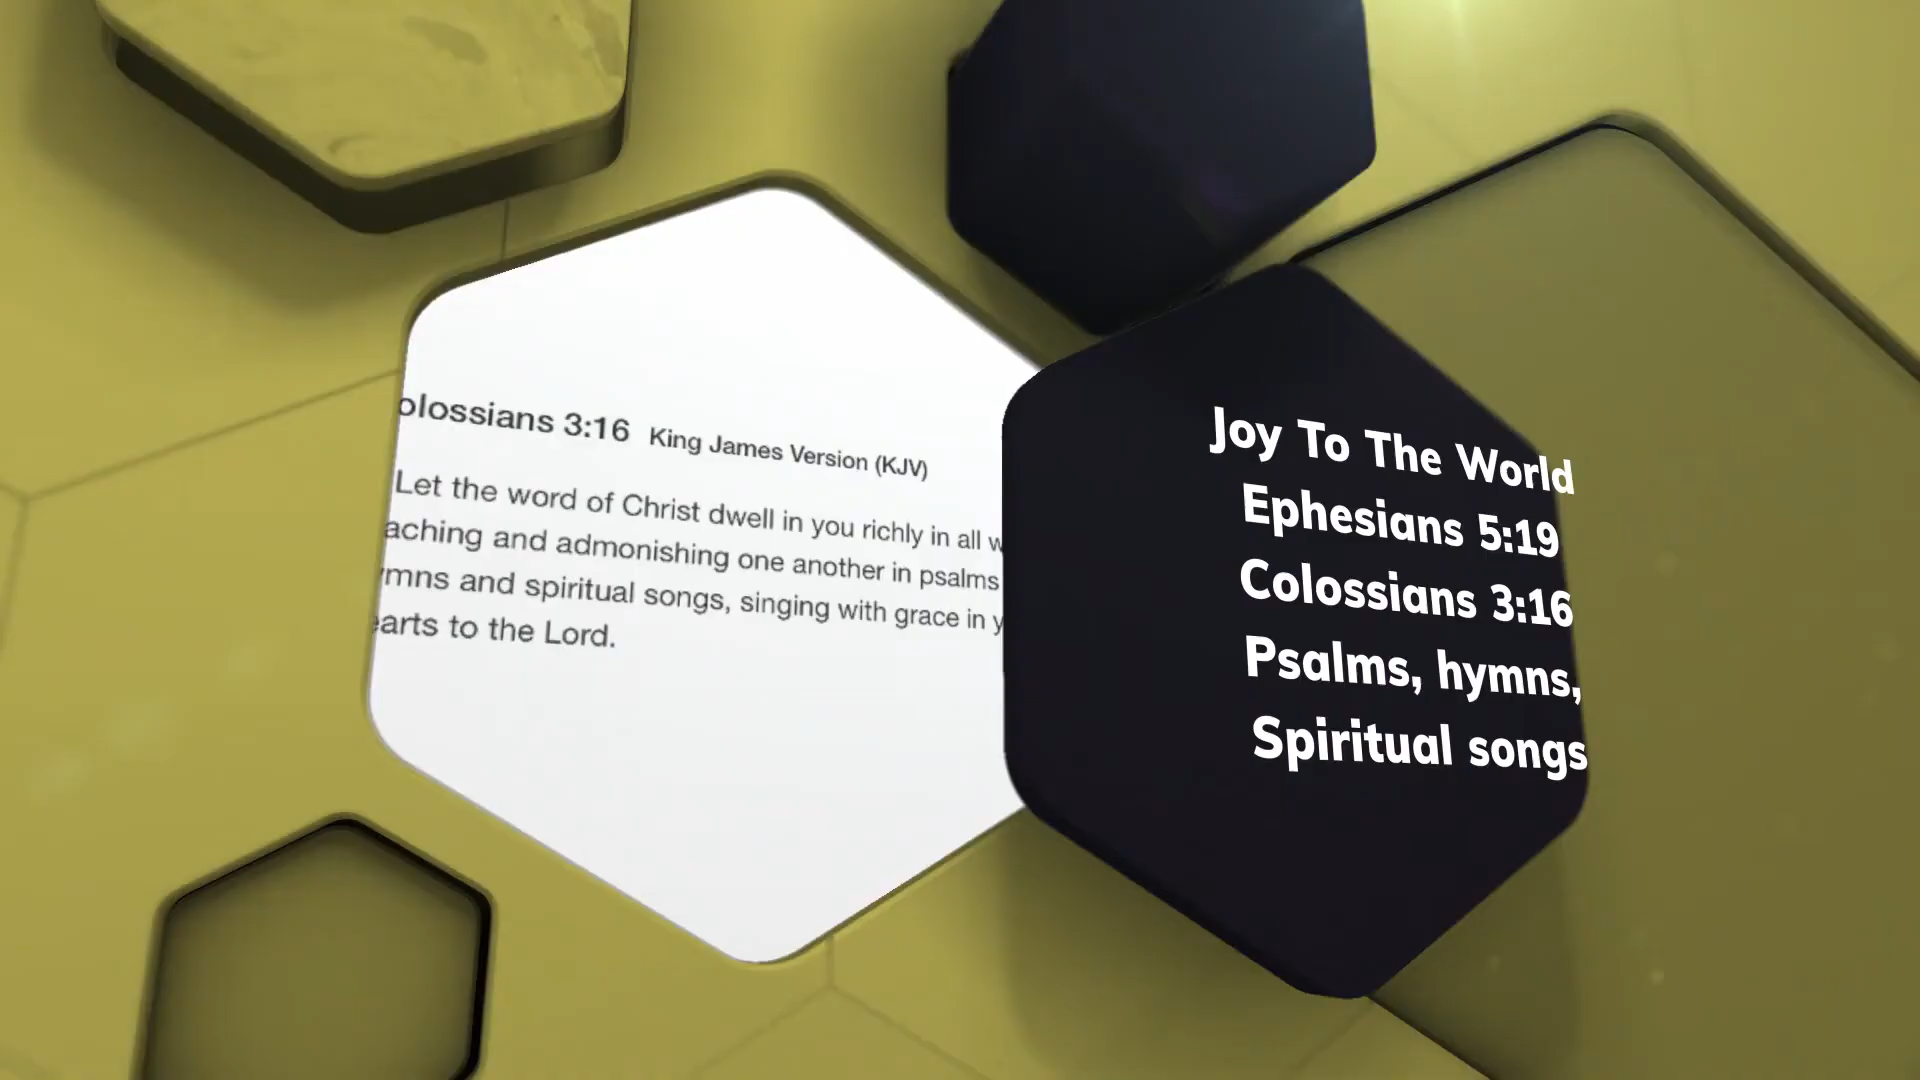 olossians 3:16 King James Version (KJV)
Let the word of Christ dwell in you richly in all w
aching and admonishing one another in psalms
ymns and spiritual songs, singing with grace in y
earts to the Lord.
Joy To The World
Ephesians 5:19
Colossians 3:16
Psalms, hymns,
Spiritual songs